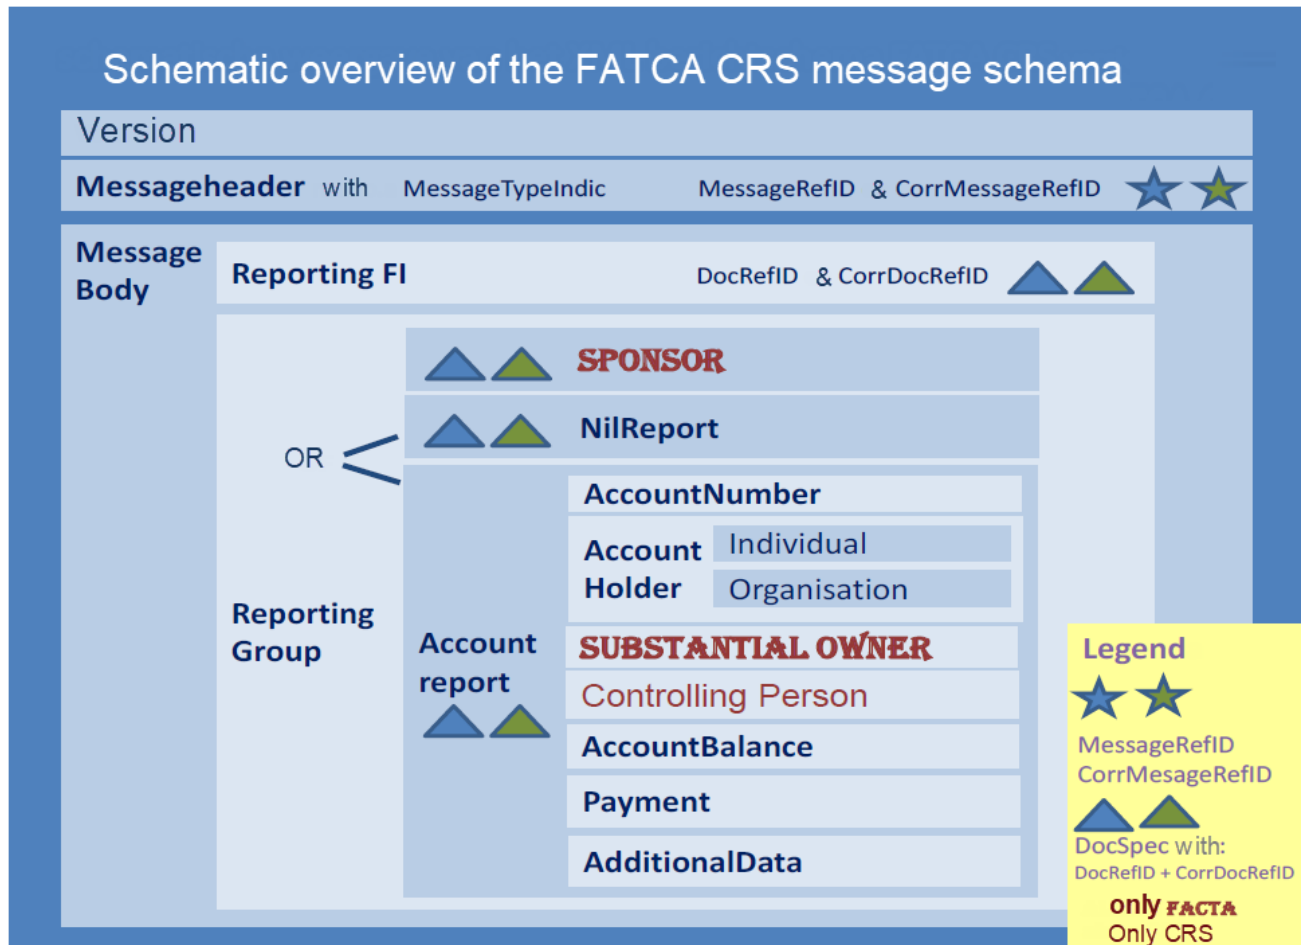 Schematic overview of the FATCA CRS message schema
Version
Messageheader with MessageTypeIndic MessageRefID & CorrMessageRefID
Message
Body
Reporting FI DocRefID & CorrDocRefID
SPONSOR
NilReport
OR
AccountNumber
Account
Holder
Individual
Organisation
Reporting
Group
Account
report
SUBSTANTIAL OWNER
Controlling Person
AccountBalance
Payment
AdditionalData
Legend
MessageRefID
CorrMesageRefID
DocSpec with:
DocRefID + CorrDocRefID
only FACTA
Only CRS